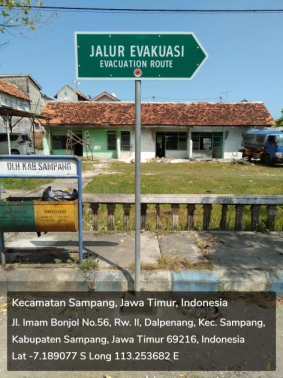 JALUR EVAKUASI
EVACUATION ROUTE
DLH KAB.SAMPANG
Kecamatan Sampang, Jawa Timur, Indonesia
Jl. Imam Bonjol No.56, Rw. II, Dalpenang, Kec. Sampang,
Kabupaten Sampang, Jawa Timur 69216, Indonesia
Lat -7.189077 S Long 113.253682 E